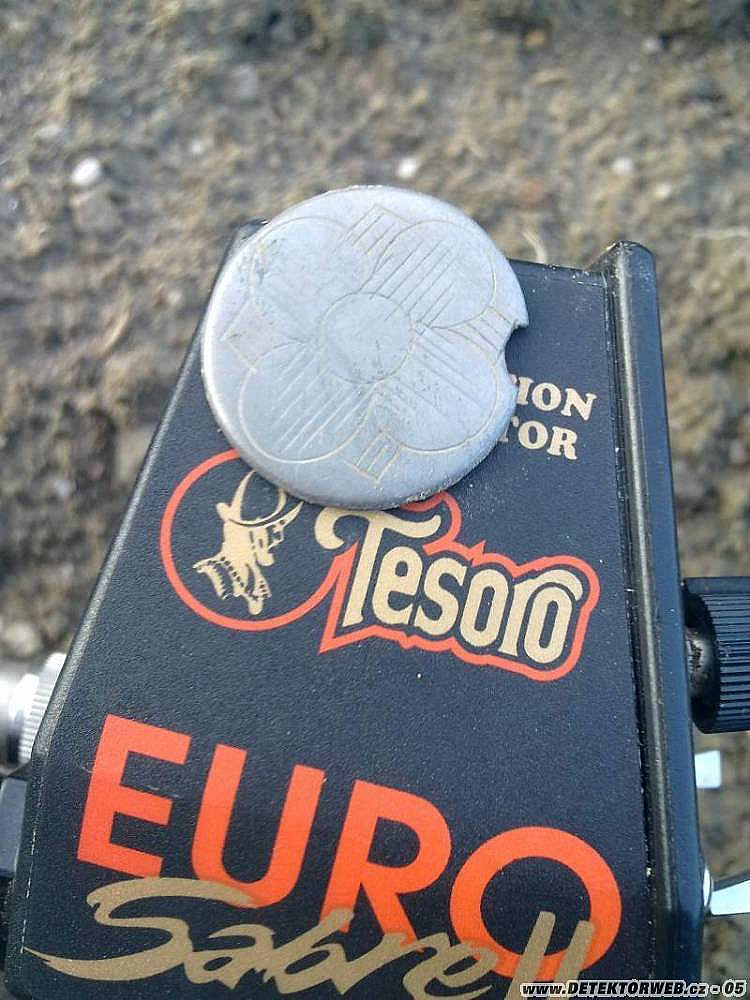 ION
TOR
Tesoro
EURO
Sabre II
www.DETEKTORWEB.cz - 05